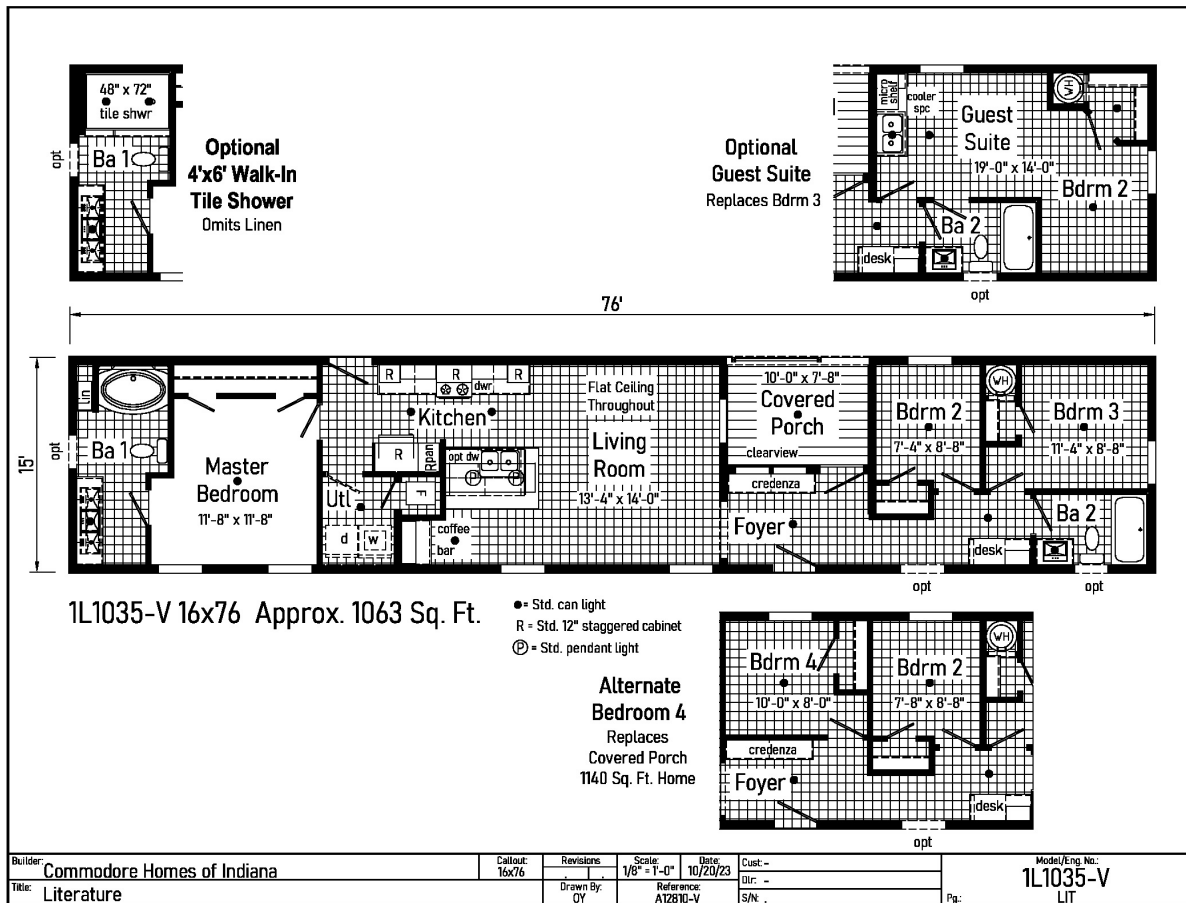 48" x 72"
tile shwr
Ba 1
opt
Optional
4'x6' Walk-In
Tile Shower
Omits Linen
Optional
Guest Suite
Replaces Bdrm 3
micro
shelf
cooler
spc
Guest
Suite
19'-0" x 14'-0"
WH
Bdrm 2
Ba 2
desk
opt
76'
15'
lin
Ba 1
opt
Master
Bedroom
11'-8" x 11'-8"
R
R
R
dwr
Kitchen
R
Rpan
opt dw
P
P
Utl
F
d
w
coffee
bar
Flat Ceiling
Throughout
Living
Room
13'-4" x 14'-0"
10'-0" x 7'-8"
Covered
Porch
clearview
credenza
Foyer
Bdrm 2
7'-4" x 8'-8"
WH
Bdrm 3
11'-4" x 8'-8"
Ba 2
desk
opt
opt
1L1035-V 16x76 Approx. 1063 Sq. Ft.
= Std. can light
R = Std. 12" staggered cabinet
P = Std. pendant light
Alternate
Bedroom 4
Replaces
Covered Porch
1140 Sq. Ft. Home
Bdrm 4
10'-0" x 8'-0"
Bdrm 2
7'-8" x 8'-8"
WH
credenza
Foyer
desk
opt
Builder: Commodore Homes of Indiana
Title: Literature
Callout:
16x76
Revisions
Scale:
1/8" = 1'-0"
Date:
10/20/23
Drawn By:
OY
Reference:
A12810-V
Cust: -
Dlr: -
S/N: .
Model/Eng. No.:
1L1035-V
Pg.: LIT